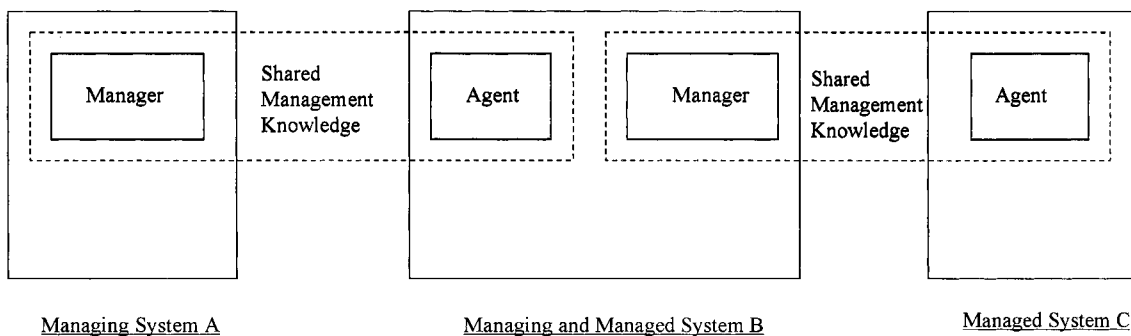 Manager
Shared
Management
Knowledge
Agent
Manager
Shared
Management
Knowledge
Agent
Managing System A
Managing and Managed System B
Managed System C